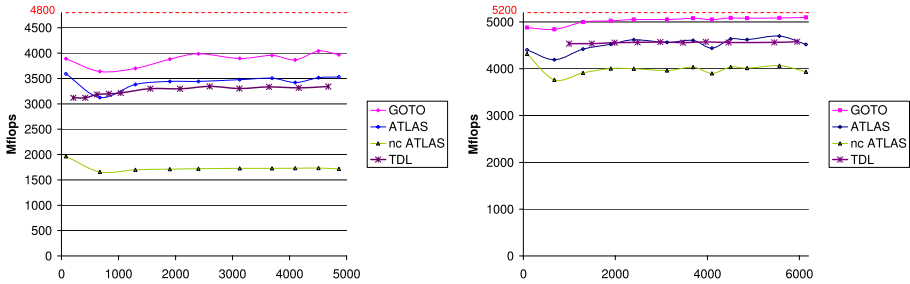 4800
4500
4000
3500
3000
2500
2000
1500
1000
500
0
Mflops
0 1000 2000 3000 4000 5000
GOTO
ATLAS
nc ATLAS
TDL
5200
5000
4000
3000
2000
1000
0
Mflops
0 2000 4000 6000
GOTO
ATLAS
nc ATLAS
TDL